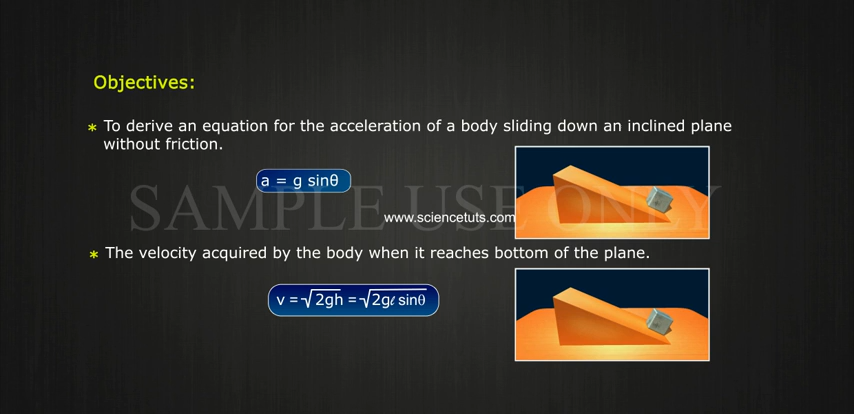 Objectives:
* To derive an equation for the acceleration of a body sliding down an inclined plane
without friction.
a = g sinθ
SAMPLE USE ONLY
www.sciencetuts.com
* The velocity acquired by the body when it reaches bottom of the plane.
v = √2gh = √2gℓ sinθ